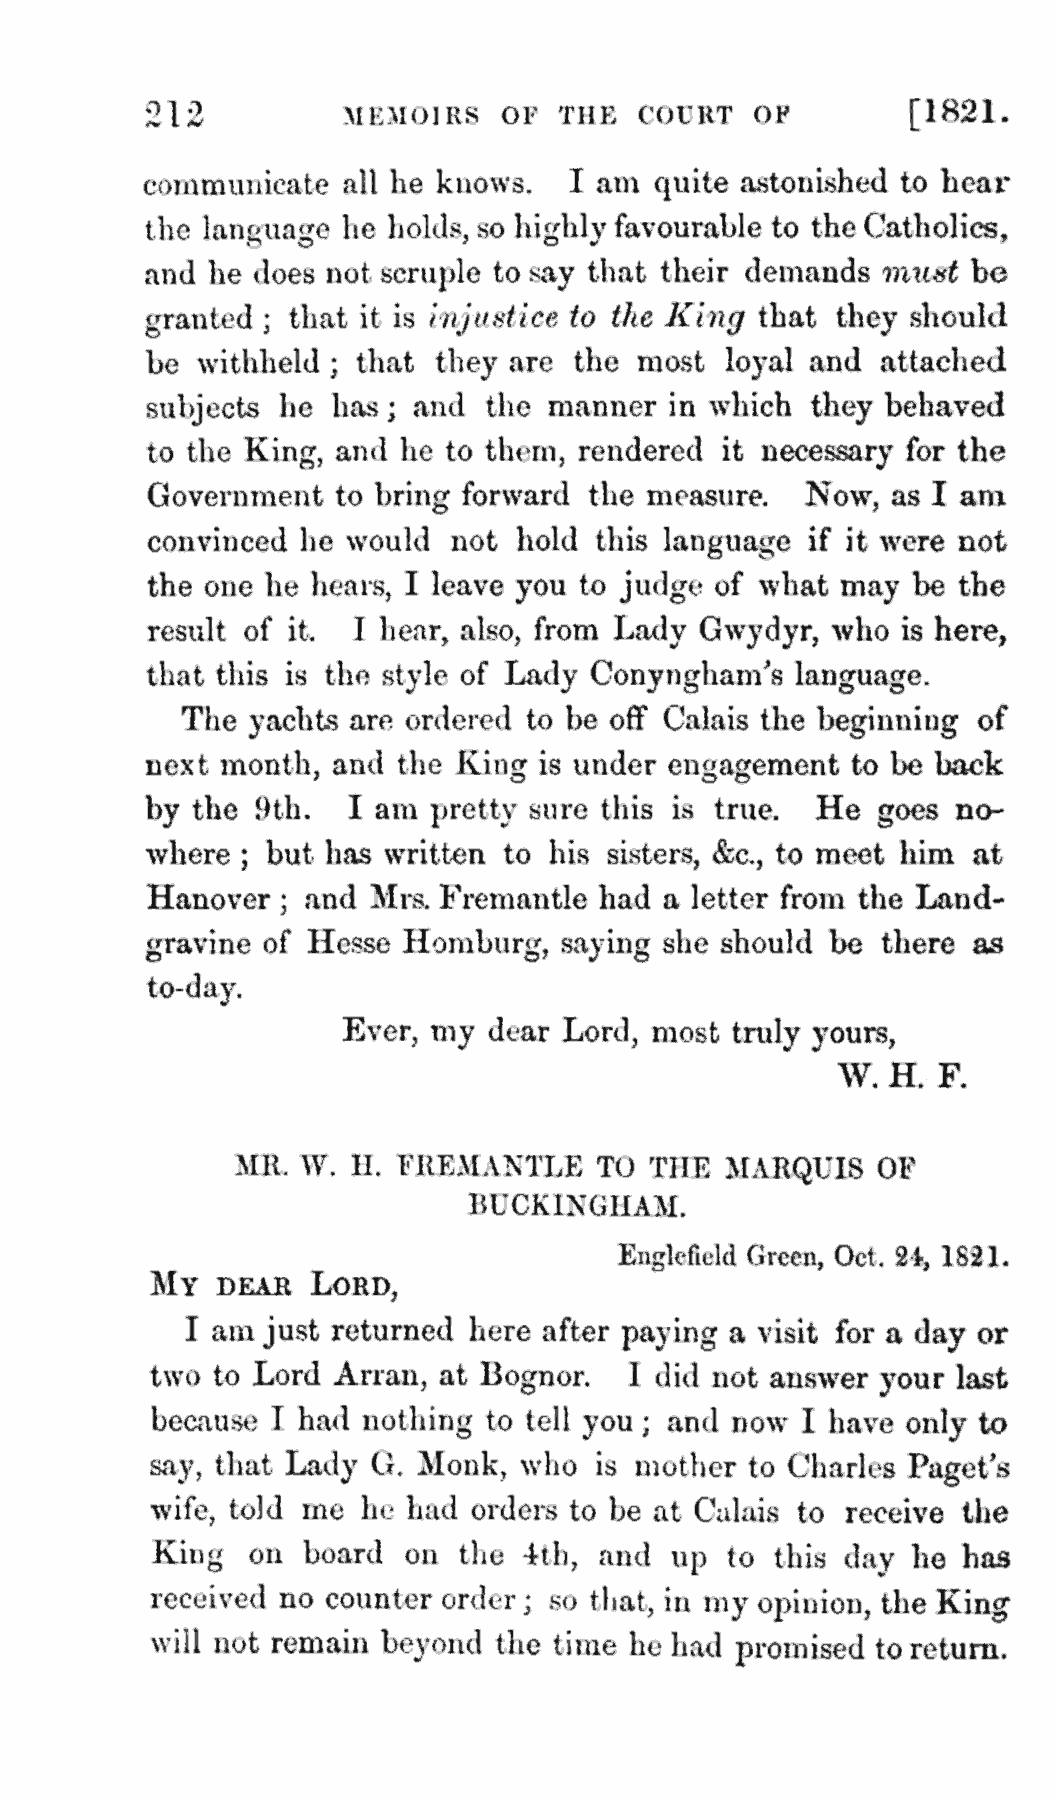 212 MEMOIRS OF THE COURT OF [1821.
communicate all he knows. I am quite astonished to hear
the language he holds, so highly favourable to the Catholics,
and he does not scruple to say that their demands must be
granted ; that it is injustice to the King that they should
be withheld ; that they are the most loyal and attached
subjects he has ; and the manner in which they behaved
to the King, and he to them, rendered it necessary for the
Government to bring forward the measure. Now, as I am
convinced he would not hold this language if it were not
the one he hears, I leave you to judge of what may be the
result of it. I hear, also, from Lady Gwydyr, who is here,
that this is the style of Lady Conyngham's language.
The yachts are ordered to be off Calais the beginning of
next month, and the King is under engagement to be back
by the 9th. I am pretty sure this is true. He goes no-
where ; but has written to his sisters, &c., to meet him at
Hanover ; and Mrs. Fremantle had a letter from the Land-
gravine of Hesse Homburg, saying she should be there as
to-day.
Ever, my dear Lord, most truly yours,
W. H. F.
MR. W. H. FREMANTLE TO THE MARQUIS OF
BUCKINGHAM.
Englefield Green, Oct. 24, 1821.
MY DEAR LORD,
I am just returned here after paying a visit for a day or
two to Lord Arran, at Bognor. I did not answer your last
because I had nothing to tell you ; and now I have only to
say, that Lady G. Monk, who is mother to Charles Paget's
wife, told me he had orders to be at Calais to receive the
King on board on the 4th, and up to this day he has
received no counter order ; so that, in my opinion, the King
will not remain beyond the time he had promised to return.